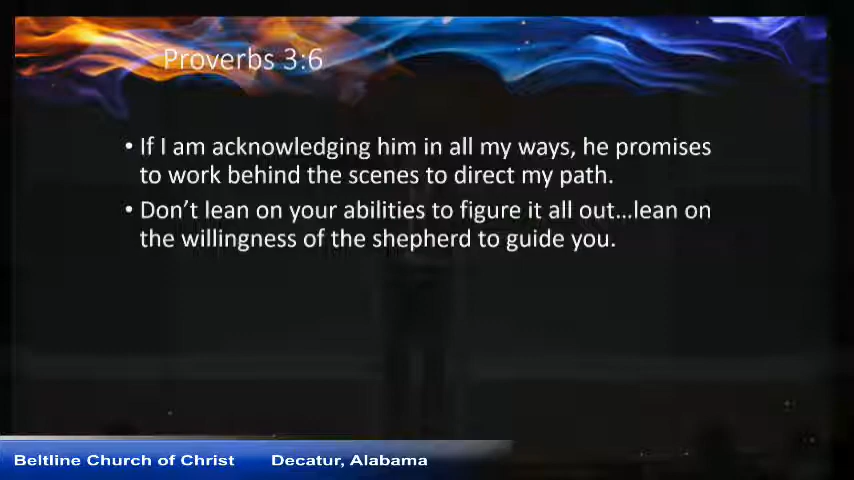 Proverbs 3:6
• If I am acknowledging him in all my ways, he promises
to work behind the scenes to direct my path.
• Don’t lean on your abilities to figure it all out…lean on
the willingness of the shepherd to guide you.
Beltline Church of Christ Decatur, Alabama